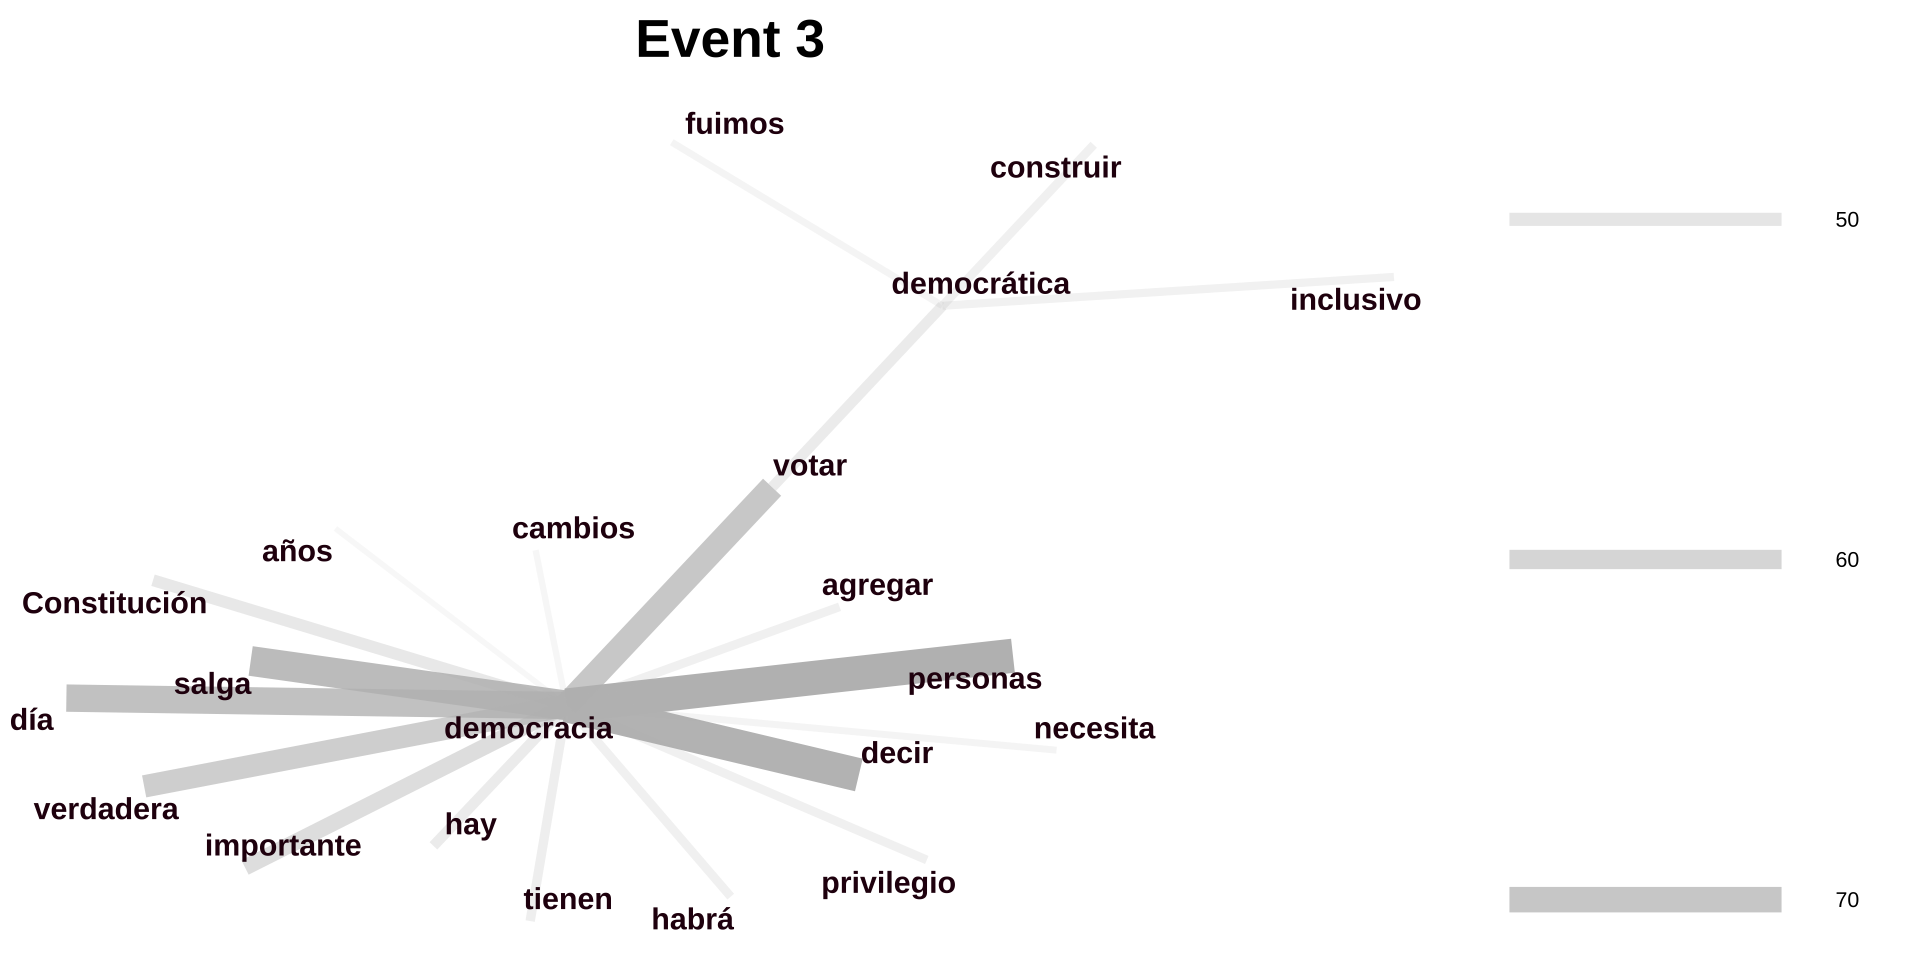 Event 3
fuimos
construir
50
democrática
inclusivo
votar
cambios
años
60
agregar
Constitución
personas
salga
día
democracia
necesita
decir
verdadera
hay
importante
privilegio
tienen
70
habrá